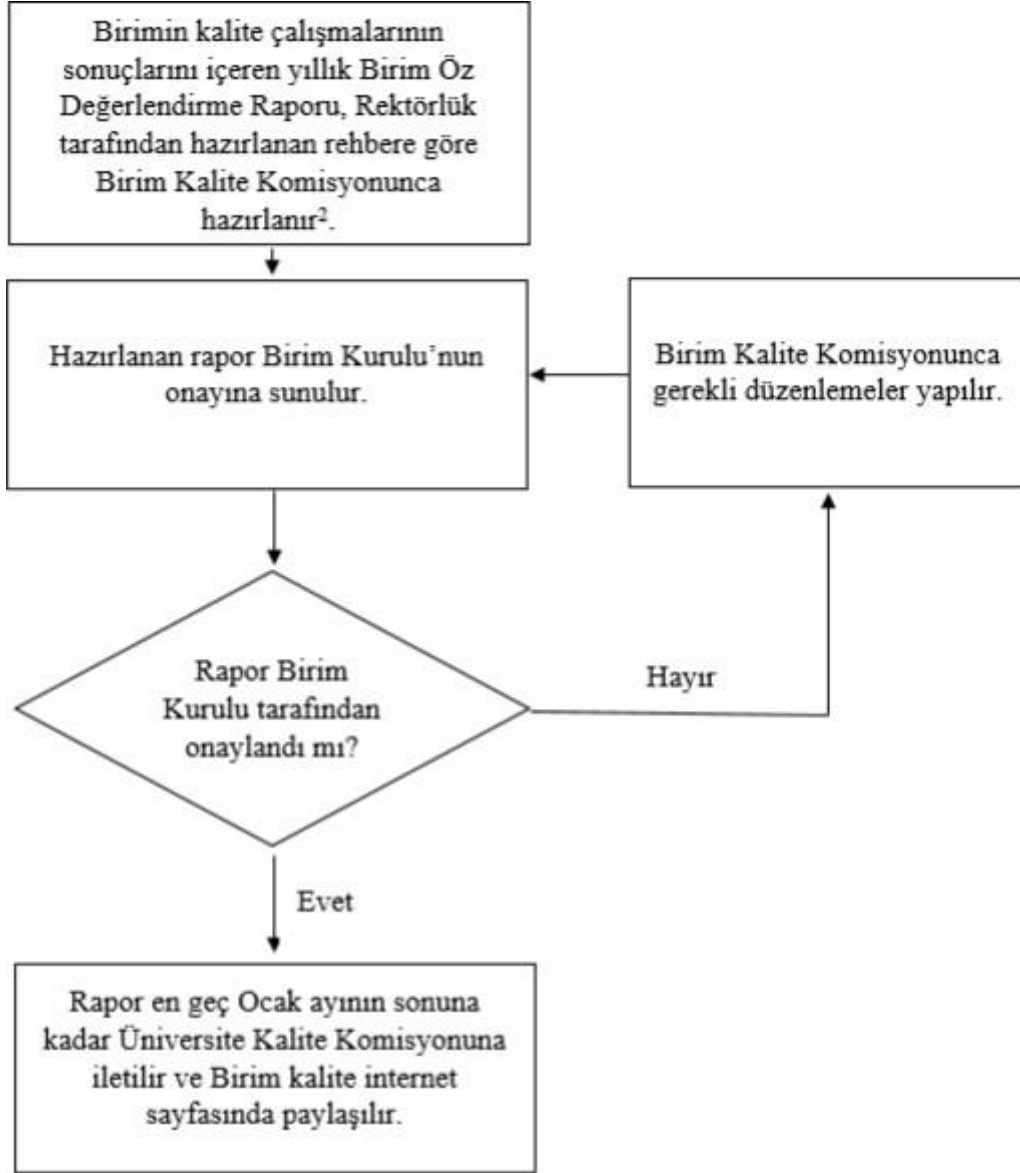 Birimin kalite çalışmalarının
sonuçlarını içeren yıllık Birim Öz
Değerlendirme Raporu, Rektörlük
tarafından hazırlanan rehbere göre
Birim Kalite Komisyonunca
hazırlanır².
Hazırlanan rapor Birim Kurulu’nun
onayına sunulur.
Birim Kalite Komisyonunca
gerekli düzenlemeler yapılır.
Rapor Birim
Kurulu tarafından
onaylandı mı?
Hayır
Evet
Rapor en geç Ocak ayının sonuna
kadar Üniversite Kalite Komisyonuna
iletilir ve Birim kalite internet
sayfasında paylaşılır.